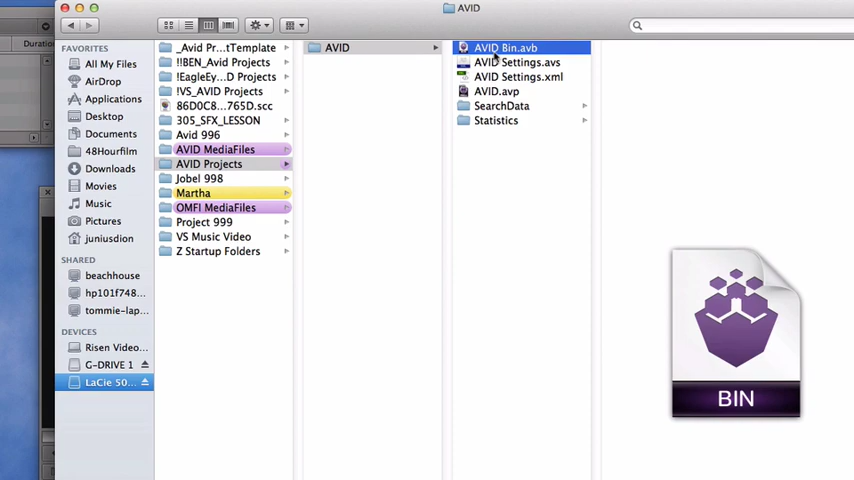 AVID
Duration
FAVORITES
All My Files
AirDrop
Applications
Desktop
Documents
48Hourfilm
Downloads
Movies
Music
Pictures
juniusdion
SHARED
beachhouse
hp101f748...
tommie-lap...
DEVICES
Risen Video...
G-DRIVE 1
LaCie 50...
_Avid Pr...tTemplate
!!BEN_Avid Projects
!EagleEy...D Projects
!VS_AVID Projects
86D0C8...765D.scc
305_SFX_LESSON
Avid 996
AVID MediaFiles
AVID Projects
Jobel 998
Martha
OMFI MediaFiles
Project 999
VS Music Video
Z Startup Folders
AVID
AVID Bin.avb
AVID Settings.avs
AVID Settings.xml
AVID.avp
SearchData
Statistics
BIN